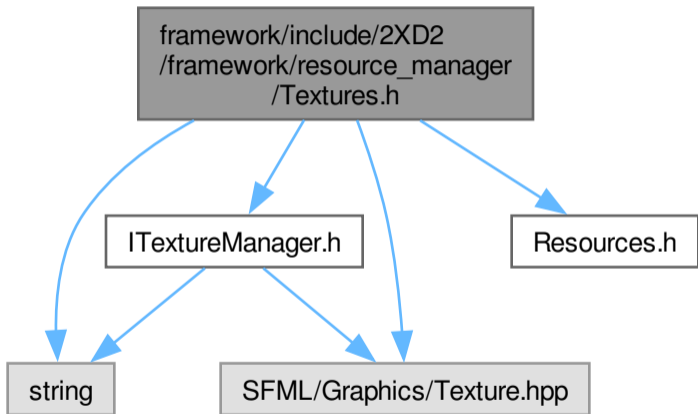 framework/include/2XD2
/framework/resource_manager
/Textures.h
ITextureManager.h
Resources.h
string
SFML/Graphics/Texture.hpp